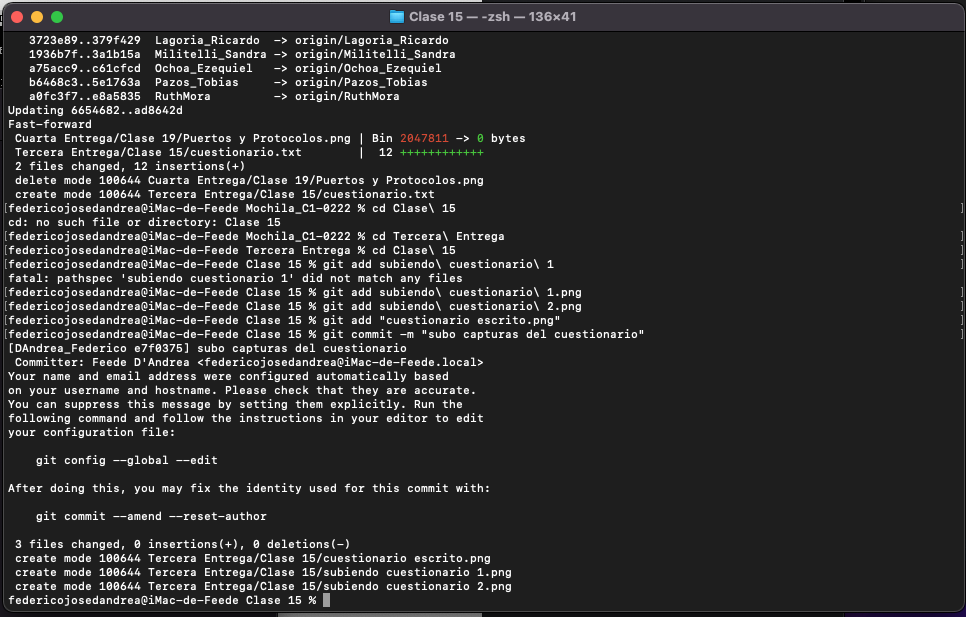 Clase 15 — -zsh — 136×41
3723e89..379f429  Lagoria_Ricardo  -> origin/Lagoria_Ricardo
1936b7f..3a1b15a  Militelli_Sandra -> origin/Militelli_Sandra
a75acc9..c61cfcd  Ochoa_Ezequiel   -> origin/Ochoa_Ezequiel
b6468c3..5e1763a  Pazos_Tobias     -> origin/Pazos_Tobias
a0fc3f7..e8a5835  RuthMora         -> origin/RuthMora
Updating 6654682..ad8642d
Fast-forward
Cuarta Entrega/Clase 19/Puertos y Protocolos.png | Bin 2047811 -> 0 bytes
Tercera Entrega/Clase 15/cuestionario.txt        |  12 ++++++++++++
2 files changed, 12 insertions(+)
delete mode 100644 Cuarta Entrega/Clase 19/Puertos y Protocolos.png
create mode 100644 Tercera Entrega/Clase 15/cuestionario.txt
[federicojosedandrea@iMac-de-Feede Mochila_C1-0222 % cd Clase\ 15 ]
cd: no such file or directory: Clase 15
[federicojosedandrea@iMac-de-Feede Mochila_C1-0222 % cd Tercera\ Entrega ]
[federicojosedandrea@iMac-de-Feede Tercera Entrega % cd Clase\ 15 ]
[federicojosedandrea@iMac-de-Feede Clase 15 % git add subiendo\ cuestionario\ 1 ]
fatal: pathspec 'subiendo cuestionario 1' did not match any files
[federicojosedandrea@iMac-de-Feede Clase 15 % git add subiendo\ cuestionario\ 1.png ]
[federicojosedandrea@iMac-de-Feede Clase 15 % git add subiendo\ cuestionario\ 2.png ]
[federicojosedandrea@iMac-de-Feede Clase 15 % git add "cuestionario escrito.png" ]
[federicojosedandrea@iMac-de-Feede Clase 15 % git commit -m "subo capturas del cuestionario" ]
[DAndrea_Federico e7f0375] subo capturas del cuestionario
Committer: Feede D'Andrea <federicojosedandrea@iMac-de-Feede.local>
Your name and email address were configured automatically based
on your username and hostname. Please check that they are accurate.
You can suppress this message by setting them explicitly. Run the
following command and follow the instructions in your editor to edit
your configuration file:
git config --global --edit
After doing this, you may fix the identity used for this commit with:
git commit --amend --reset-author
3 files changed, 0 insertions(+), 0 deletions(-)
create mode 100644 Tercera Entrega/Clase 15/cuestionario escrito.png
create mode 100644 Tercera Entrega/Clase 15/subiendo cuestionario 1.png
create mode 100644 Tercera Entrega/Clase 15/subiendo cuestionario 2.png
federicojosedandrea@iMac-de-Feede Clase 15 %